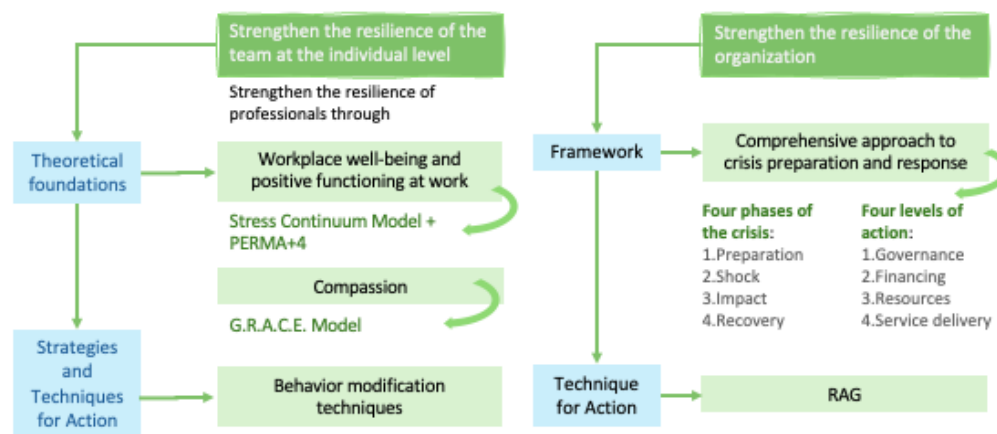 Strengthen the resilience of the
team at the individual level
Strengthen the resilience of
professionals through
Theoretical
foundations
Workplace well-being and
positive functioning at work
Stress Continuum Model +
PERMA+4
Compassion
G.R.A.C.E. Model
Strategies
and
Techniques
for Action
Behavior modification
techniques
Strengthen the resilience of the
organization
Framework
Comprehensive approach to
crisis preparation and response
Four phases of
the crisis:
1.Preparation
2.Shock
3.Impact
4.Recovery
Four levels of
action:
1.Governance
2.Financing
3.Resources
4.Service delivery
Technique
for Action
RAG